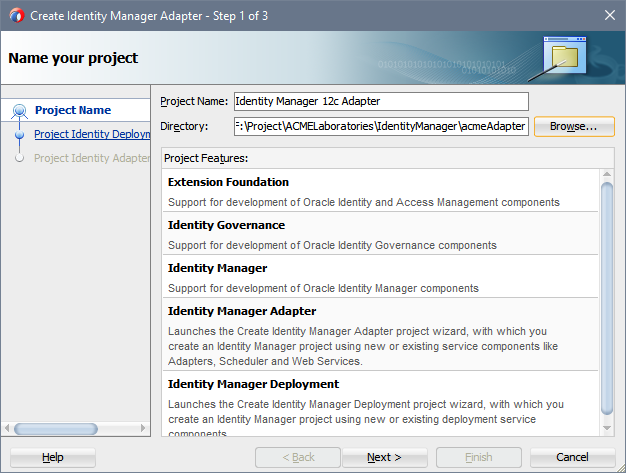 Create Identity Manager Adapter - Step 1 of 3
Name your project
010101010101010101010101
010101010101
Project Name
Project Identity Deploym
Project Identity Adapter
Project Name:
Identity Manager 12c Adapter
Directory:
F:\Project\ACMELaboratories\IdentityManager\acmeAdapter
Browse...
Project Features:
Extension Foundation
Support for development of Oracle Identity and Access Management components
Identity Governance
Support for development of Oracle Identity Governance components
Identity Manager
Support for development of Oracle Identity Manager components
Identity Manager Adapter
Launches the Create Identity Manager Adapter project wizard, with which you
create an Identity Manager project using new or existing service components like
Adapters, Scheduler and Web Services.
Identity Manager Deployment
Launches the Create Identity Manager Deployment project wizard, with which you
create an Identity Manager project using new or existing deployment service
components
Help
< Back
Next >
Finish
Cancel